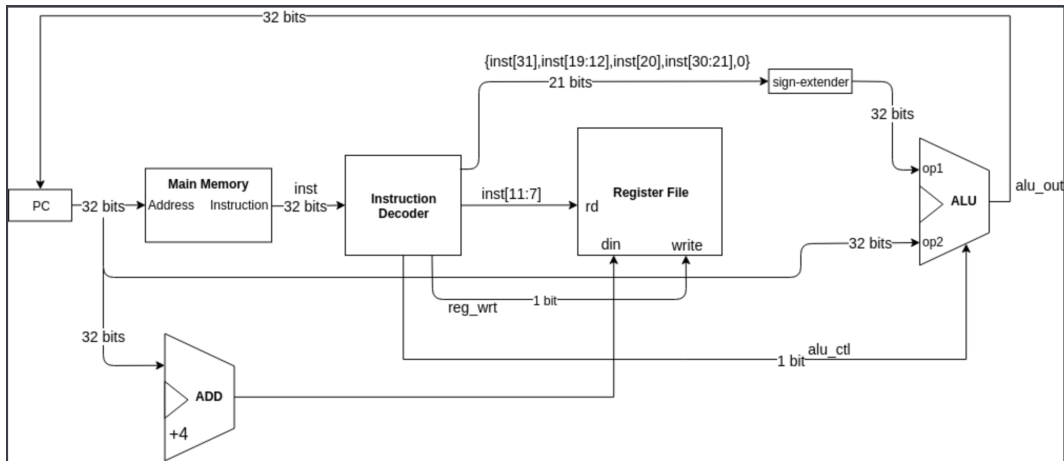 32 bits
{inst[31],inst[19:12],inst[20],inst[30:21],0}
21 bits
sign-extender
32 bits
op1
ALU
alu_out
op2
32 bits
PC
32 bits
Main Memory
Address
Instruction
inst
32 bits
Instruction
Decoder
inst[11:7]
Register File
rd
din
write
reg_wrt
1 bit
alu_ctl
1 bit
32 bits
ADD
+4